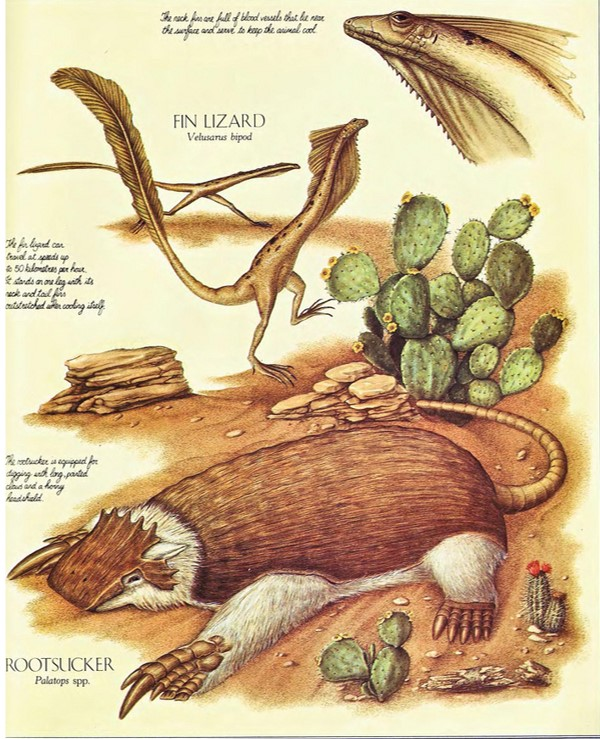 The neck fins are full of blood vessels that lie near
the surface and serve to keep the animal cool.
FIN LIZARD
Velusarus bipod
The fin lizard can
travel at speeds up
to 50 kilometres per hour.
It stands on one leg with its
neck and tail fins
outstretched when cooling itself.
The rootsucker is equipped for
digging with long, pointed
claws and a horny
headshield.
ROOTSUCKER
Palatops spp.